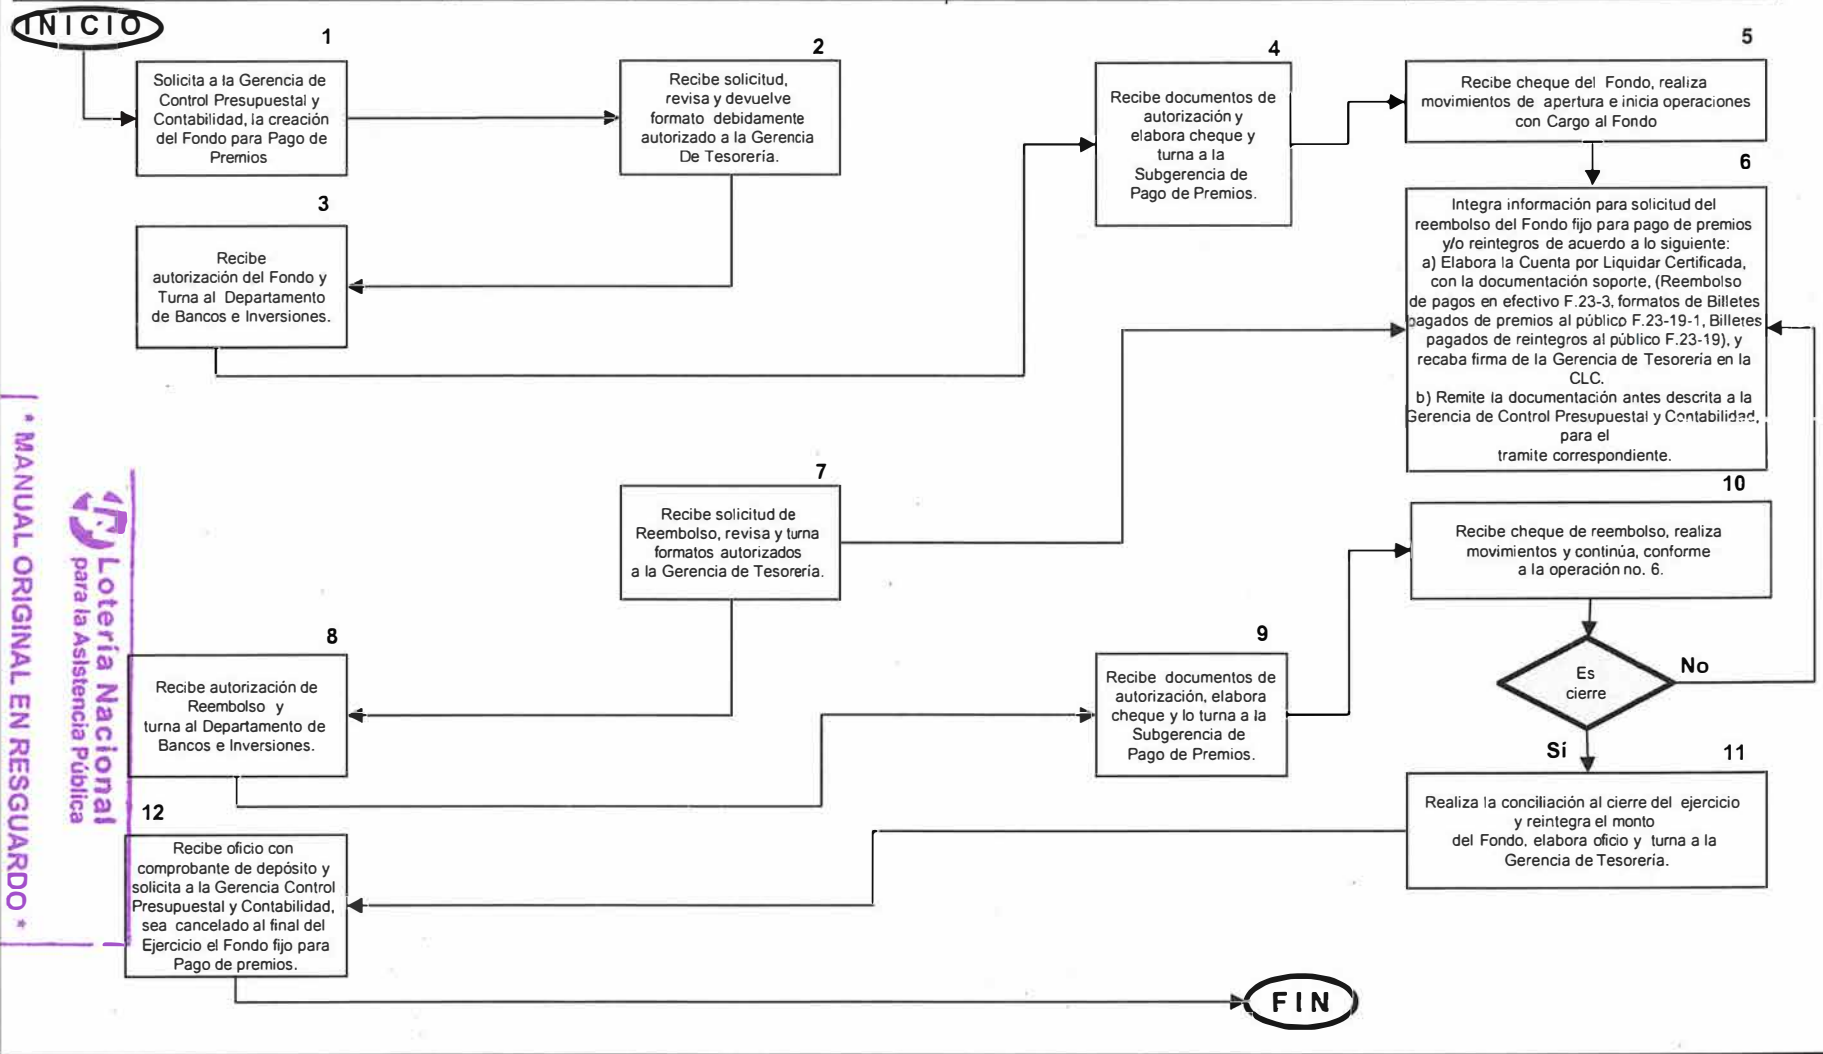 INICIO
1
Solicita a la Gerencia de
Control Presupuestal y
Contabilidad, la creación
del Fondo para Pago de
Premios
2
Recibe solicitud,
revisa y devuelve
formato debidamente
autorizado a la Gerencia
De Tesorería.
3
Recibe
autorización del Fondo y
Turna al Departamento
de Bancos e Inversiones.
4
Recibe documentos de
autorización y
elabora cheque y
turna a la
Subgerencia de
Pago de Premios.
5
Recibe cheque del Fondo, realiza
movimientos de apertura e inicia operaciones
con Cargo al Fondo
6
Integra información para solicitud del
reembolso del Fondo fijo para pago de premios
y/o reintegros de acuerdo a lo siguiente:
a) Elabora la Cuenta por Liquidar Certificada,
con la documentación soporte, (Reembolso
de pagos en efectivo F.23-3, formatos de Billetes
pagados de premios al público F.23-19-1, Billetes
pagados de reintegros al público F.23-19), y
recaba firma de la Gerencia de Tesorería en la
CLC.
b) Remite la documentación antes descrita a la
Gerencia de Control Presupuestal y Contabilidad,
para el
tramite correspondiente.
7
Recibe solicitud de
Reembolso, revisa y turna
formatos autorizados
a la Gerencia de Tesorería.
8
Recibe autorización de
Reembolso y
turna al Departamento de
Bancos e Inversiones.
9
Recibe documentos de
autorización, elabora
cheque y lo turna a la
Subgerencia de
Pago de Premios.
10
Recibe cheque de reembolso, realiza
movimientos y continúa, conforme
a la operación no. 6.
Es
cierre
No
Sí
11
Realiza la conciliación al cierre del ejercicio
y reintegra el monto
del Fondo, elabora oficio y turna a la
Gerencia de Tesorería.
12
Recibe oficio con
comprobante de depósito y
solicita a la Gerencia Control
Presupuestal y Contabilidad,
sea cancelado al final del
Ejercicio el Fondo fijo para
Pago de premios.
FIN
Lotería Nacional
para la Asistencia Pública
* MANUAL ORIGINAL EN RESGUARDO *